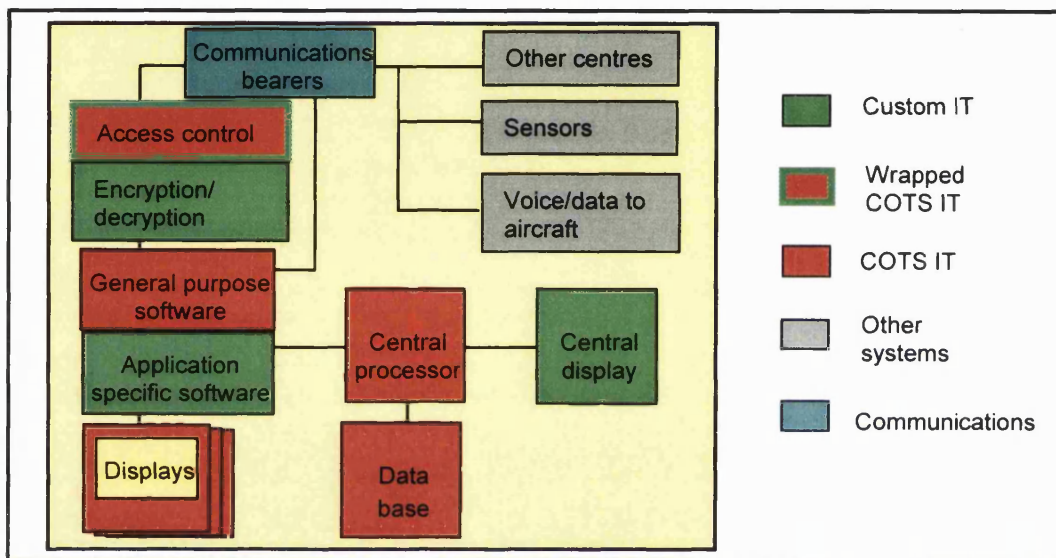 Communications
bearers
Other centres
Access control
Sensors
Encryption/
decryption
Voice/data to
aircraft
General purpose
software
Application
specific software
Central
processor
Central
display
Displays
Data
base
Custom IT
Wrapped
COTS IT
COTS IT
Other
systems
Communications